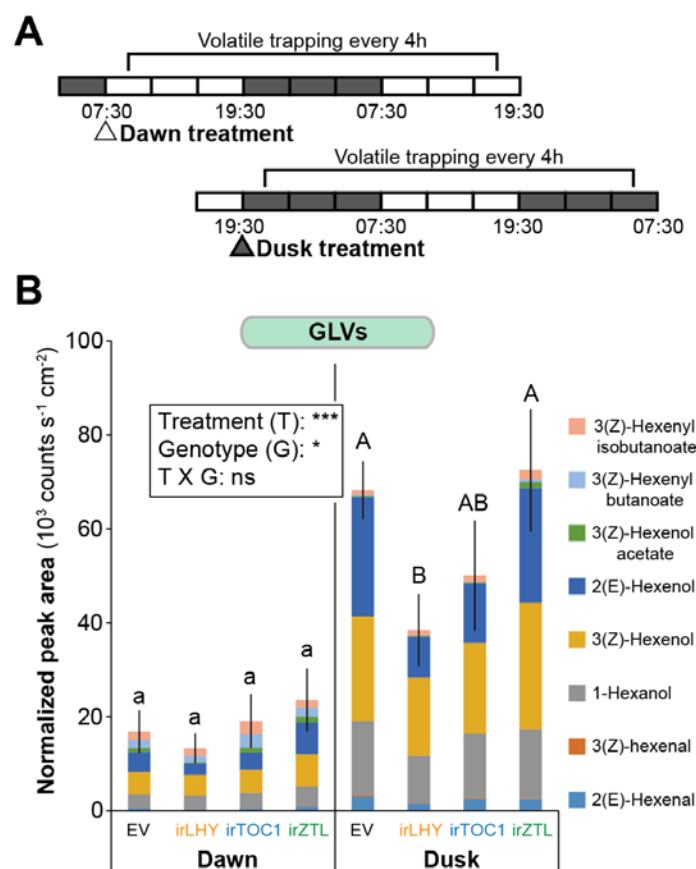 A
Volatile trapping every 4h
07:30 19:30 07:30 19:30
Dawn treatment
Volatile trapping every 4h
19:30 07:30 19:30 07:30
Dusk treatment
B
GLVs
Normalized peak area (10³ counts s⁻¹ cm⁻²)
100
80
60
40
20
0
Treatment (T): ***
Genotype (G): *
T X G: ns
a a a a
A B AB A
EV irLHY irTOC1 irZTL EV irLHY irTOC1 irZTL
Dawn Dusk
3(Z)-Hexenyl
isobutanoate
3(Z)-Hexenyl
butanoate
3(Z)-Hexenol
acetate
2(E)-Hexenol
3(Z)-Hexenol
1-Hexanol
3(Z)-hexenal
2(E)-Hexenal